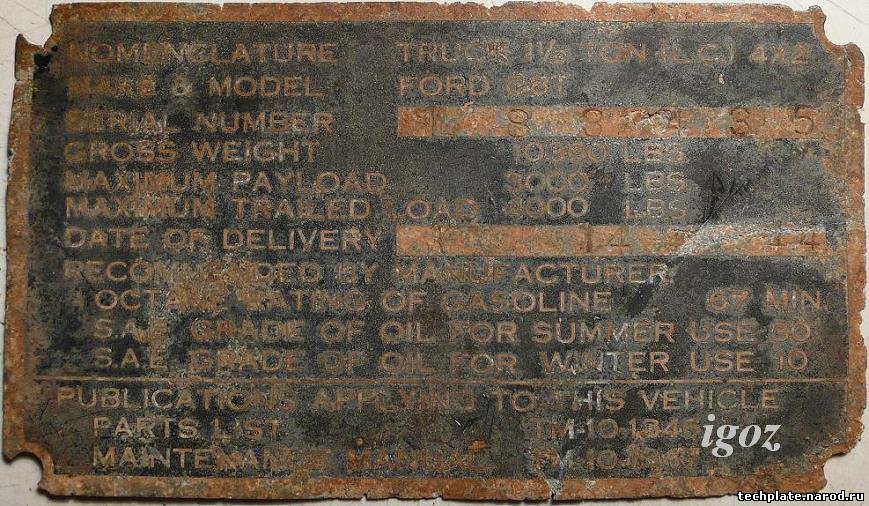 NOMENCLATURE TRUCK 1½ TON (L.C.) 4X2
MAKE & MODEL FORD G8T
SERIAL NUMBER
GROSS WEIGHT LBS
MAXIMUM PAYLOAD 3000 LBS
MAXIMUM TRAILED LOAD 4000 LBS
DATE OF DELIVERY
RECOMMENDED BY MANUFACTURER
OCTANE RATING OF GASOLINE 67 MIN
S.A.E. GRADE OF OIL FOR SUMMER USE 30
S.A.E. GRADE OF OIL FOR WINTER USE 10
PUBLICATIONS APPLYING TO THIS VEHICLE
PARTS LIST
MAINTENANCE MANUAL
igoz
techplate.narod.ru